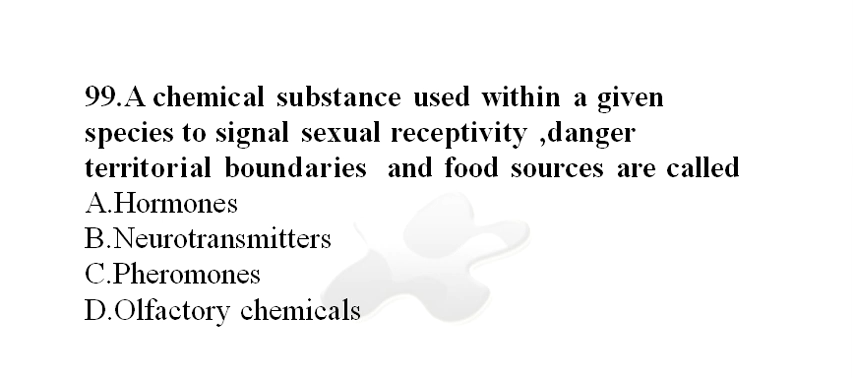 99.A chemical substance used within a given
species to signal sexual receptivity ,danger
territorial boundaries and food sources are called
A.Hormones
B.Neurotransmitters
C.Pheromones
D.Olfactory chemicals